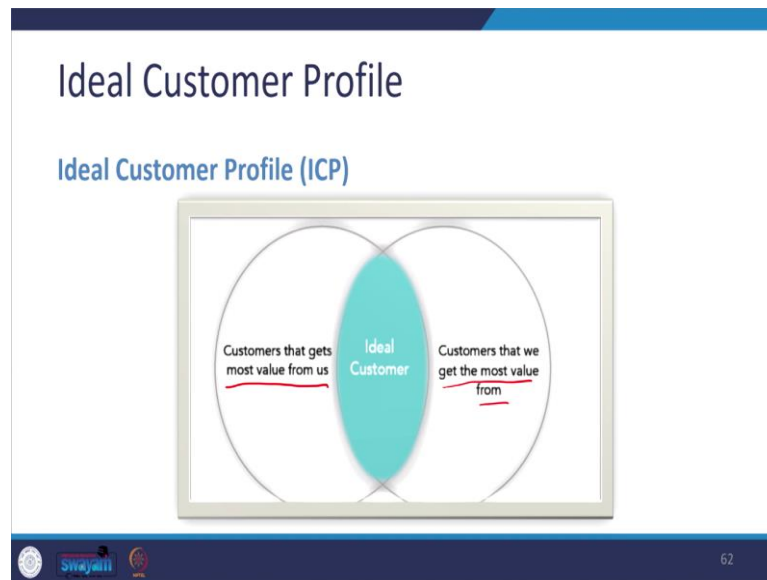 Ideal Customer Profile
Ideal Customer Profile (ICP)
Customers that gets
most value from us
Ideal
Customer
Customers that we
get the most value
from
swayam
62